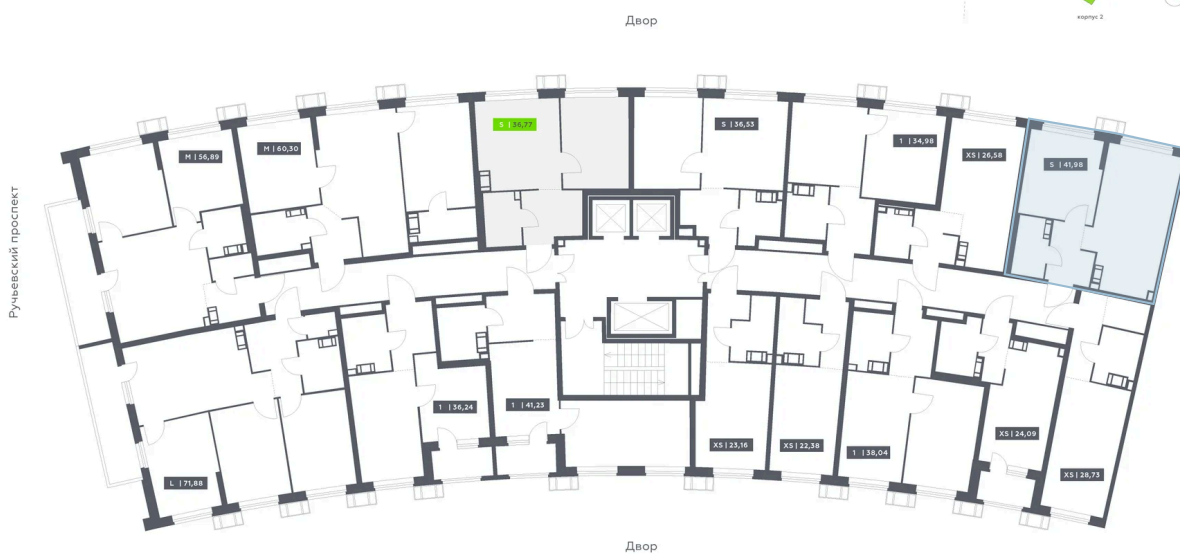 Двор
корпус 2
Ручьевский проспект
M | 56,89
M | 60,30
S | 36,77
S | 36,53
1 | 34,98
XS | 26,58
S | 41,98
L | 71,88
1 | 36,24
1 | 41,23
XS | 23,16
XS | 22,38
1 | 38,04
XS | 24,09
XS | 28,73
Двор